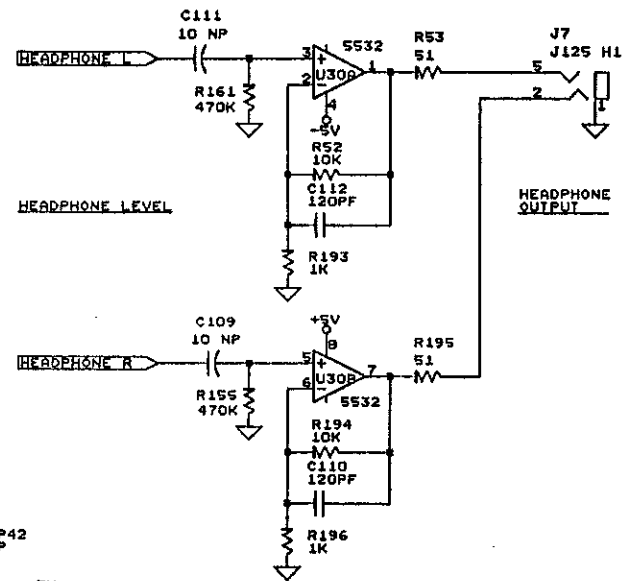 C111
10 NP
HEADPHONE L
3
5532
1
U30A
2
4
-5V
R161
470K
R53
51
J7
J125 H1
5
2
1
R52
10K
C112
120PF
HEADPHONE LEVEL
HEADPHONE
OUTPUT
R193
1K
+5V
8
C109
10 NP
HEADPHONE R
5
7
U30B
6
5532
R155
470K
R195
51
R194
10K
C110
120PF
R196
1K
P42